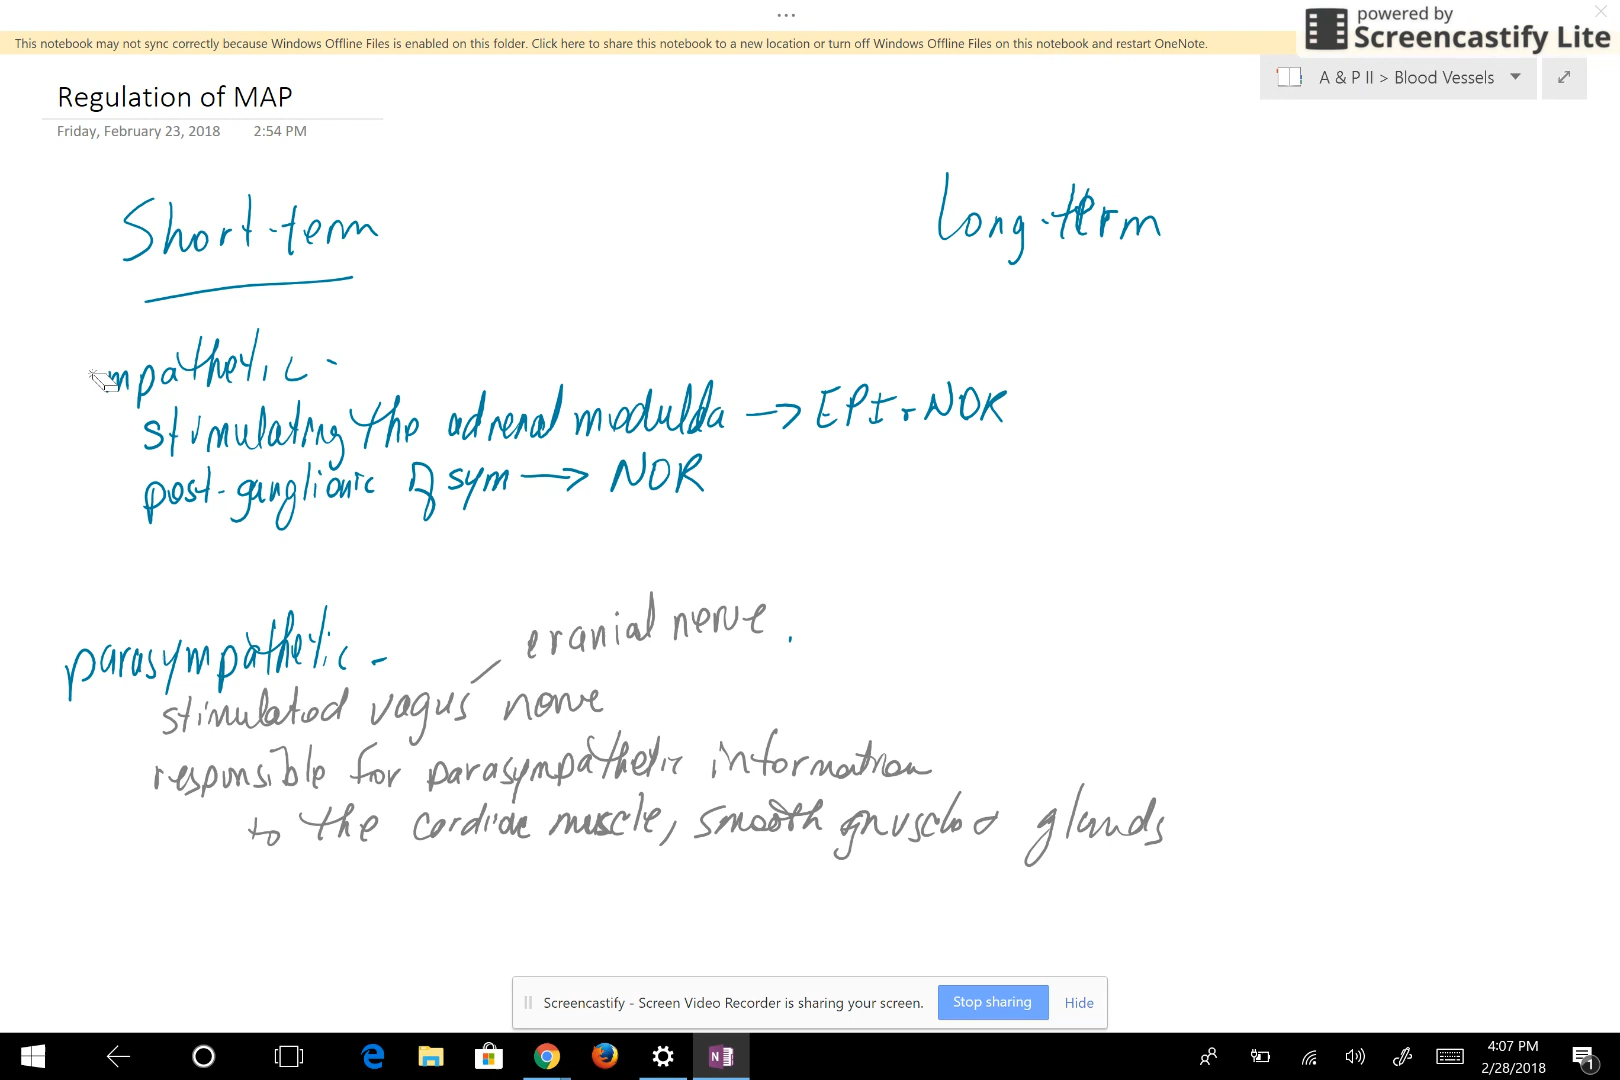 ...
powered by
Screencastify Lite
This notebook may not sync correctly because Windows Offline Files is enabled on this folder. Click here to share this notebook to a new location or turn off Windows Offline Files on this notebook and restart OneNote.
A & P II > Blood Vessels
Regulation of MAP
Friday, February 23, 2018 2:54 PM
Short-term
Long-term
mpathetic -
stimulating the adrenal medulla → EPI + NOR
post-ganglionic of sym → NOR
cranial nerve.
parasympathetic -
stimulated vagus nerve
responsible for parasympathetic information
to the cardiac muscle, smooth muscle glands
Screencastify - Screen Video Recorder is sharing your screen.
Stop sharing
Hide
4:07 PM
2/28/2018
1